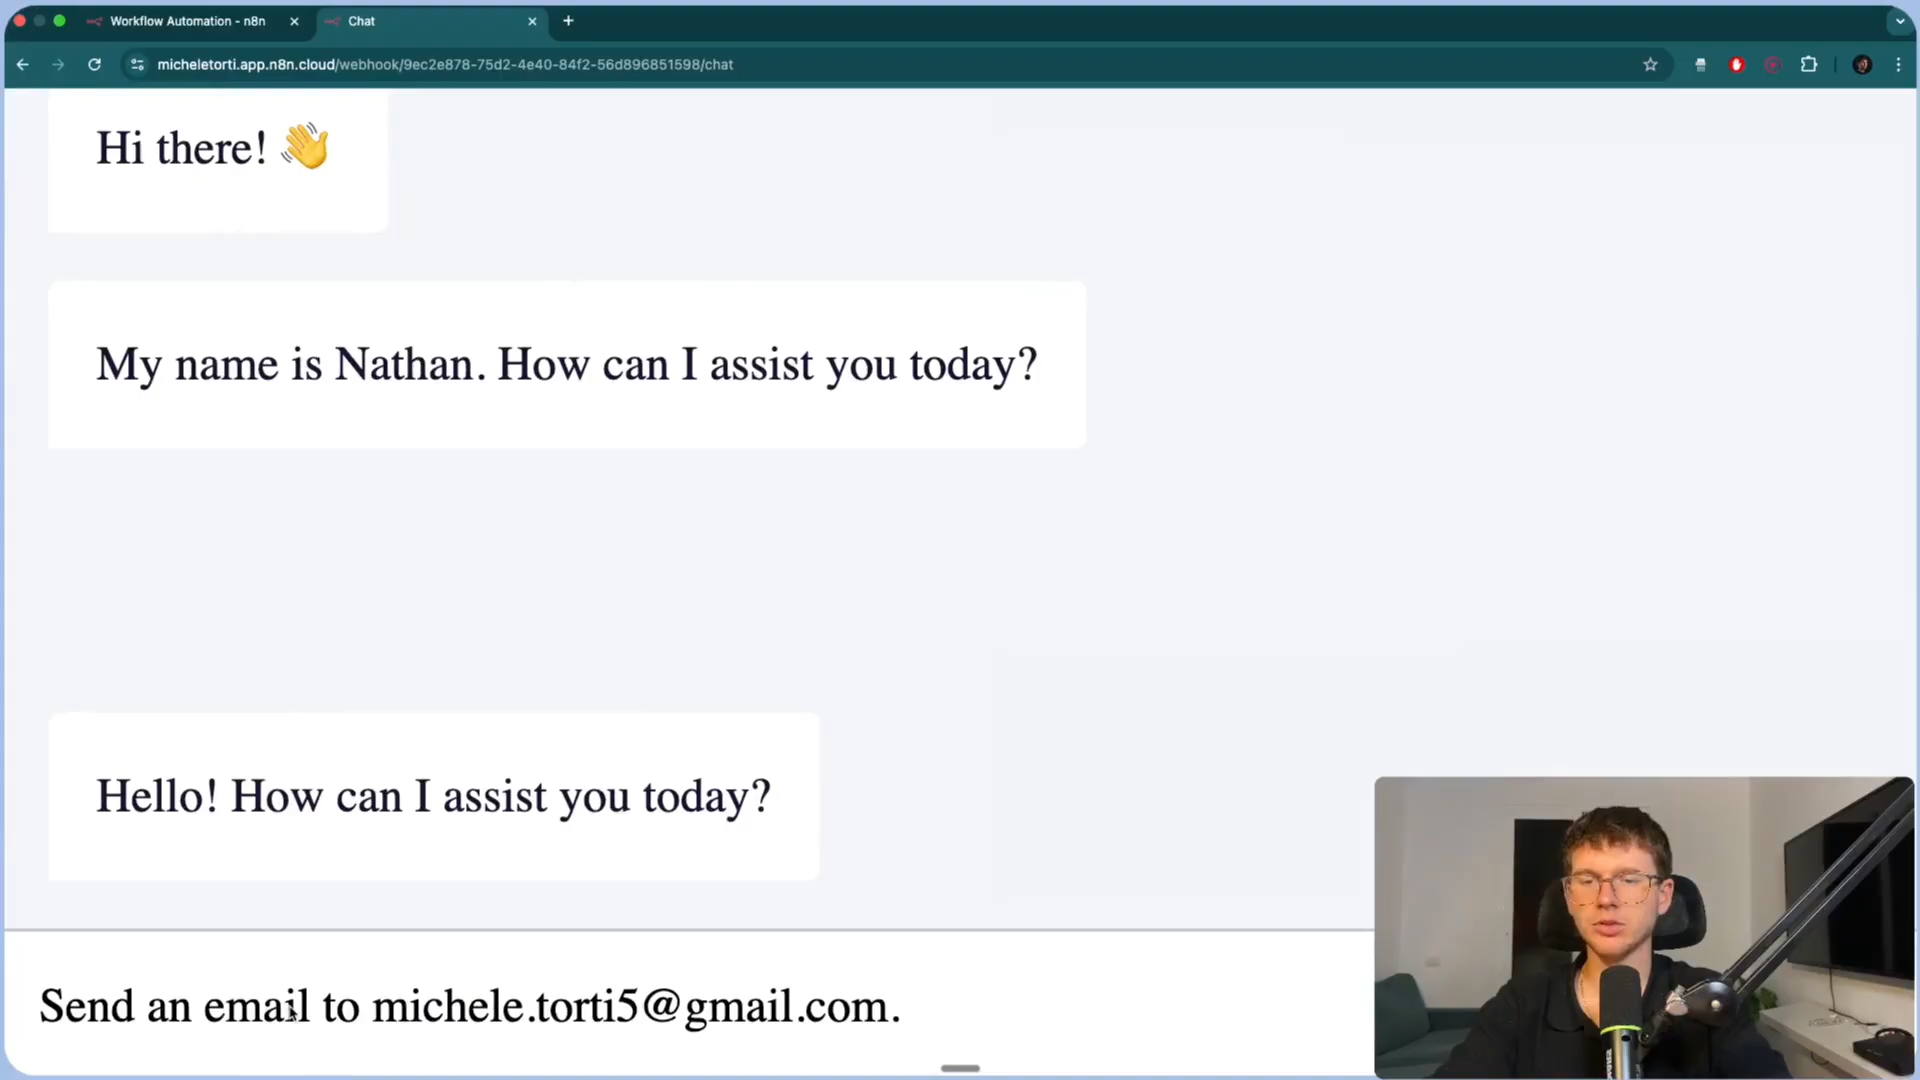 Workflow Automation - n8n
Chat
micheletorti.app.n8n.cloud/webhook/9ec2e878-75d2-4e40-84f2-56d896851598/chat
Hi there! 👋
My name is Nathan. How can I assist you today?
Hello! How can I assist you today?
Send an email to michele.torti5@gmail.com.